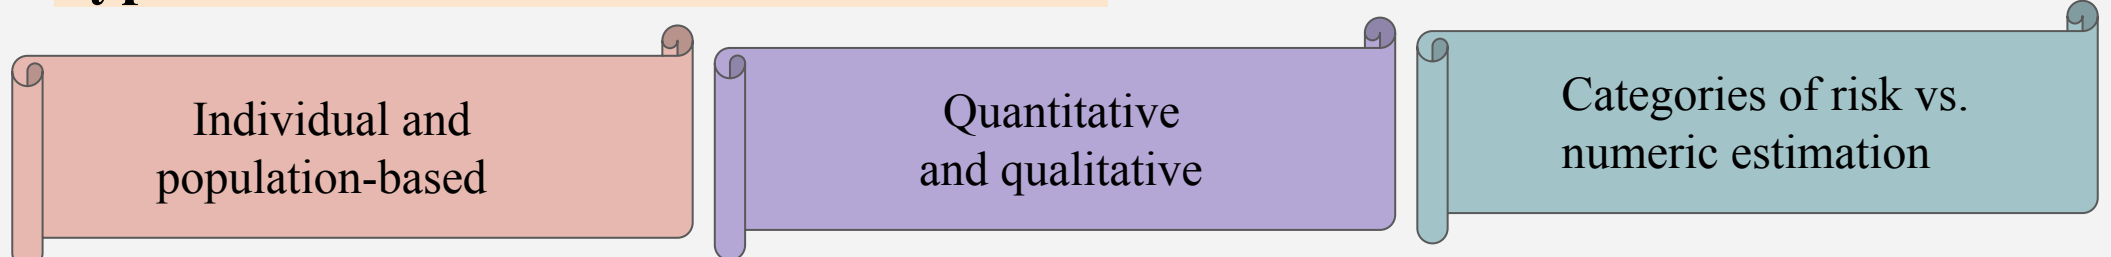 Individual and
population-based
Quantitative
and qualitative
Categories of risk vs.
numeric estimation